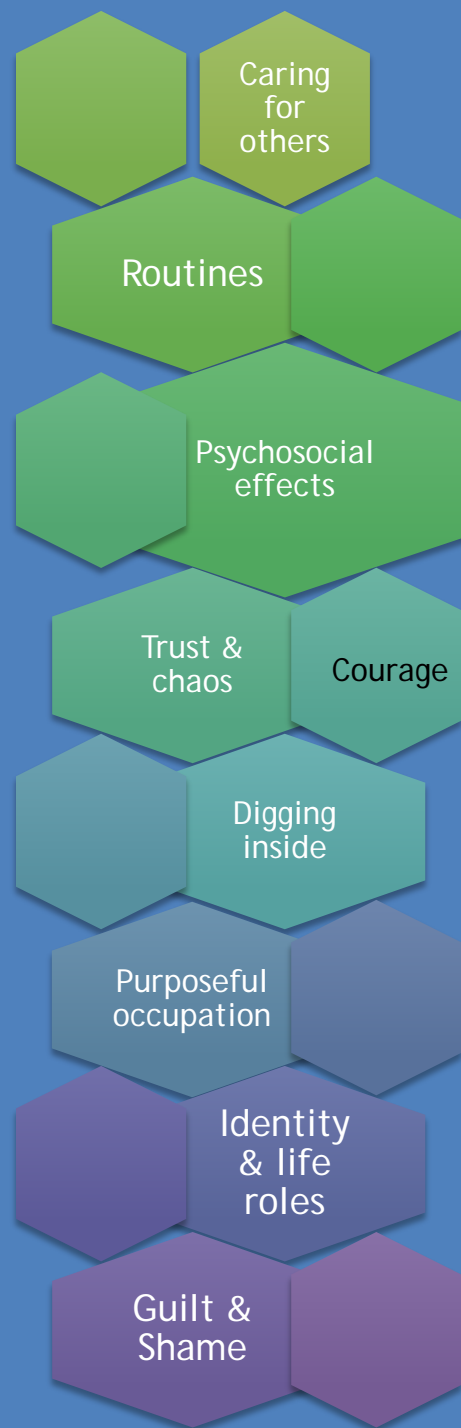 Caring
for
others
Routines
Psychosocial
effects
Trust &
chaos
Courage
Digging
inside
Purposeful
occupation
Identity
& life
roles
Guilt &
Shame